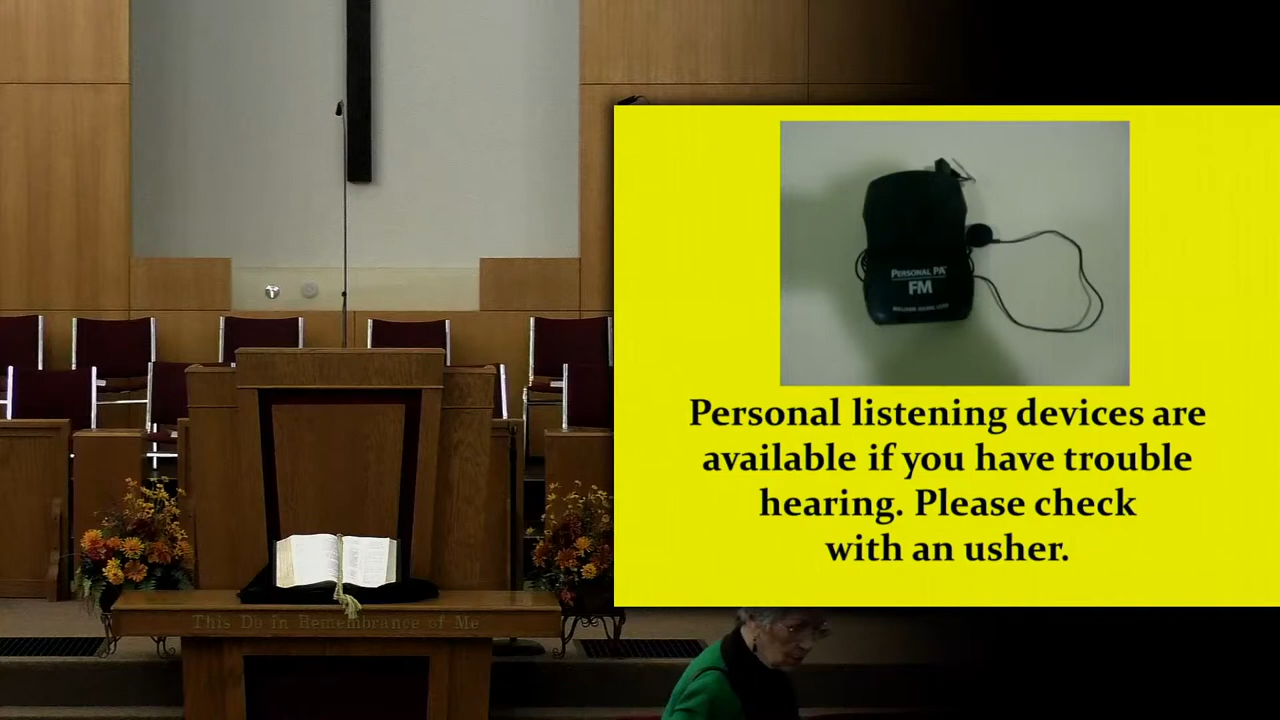 PERSONAL PA
FM
Personal listening devices are
available if you have trouble
hearing. Please check
with an usher.
This Do in Remembrance of Me